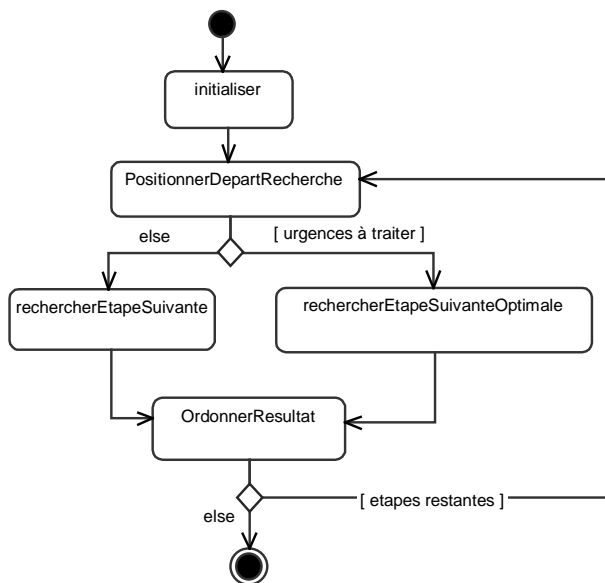 initialiser
PositionnerDepartRecherche
else
[ urgences à traiter ]
rechercherEtapeSuivante
rechercherEtapeSuivanteOptimale
OrdonnerResultat
[ etapes restantes ]
else